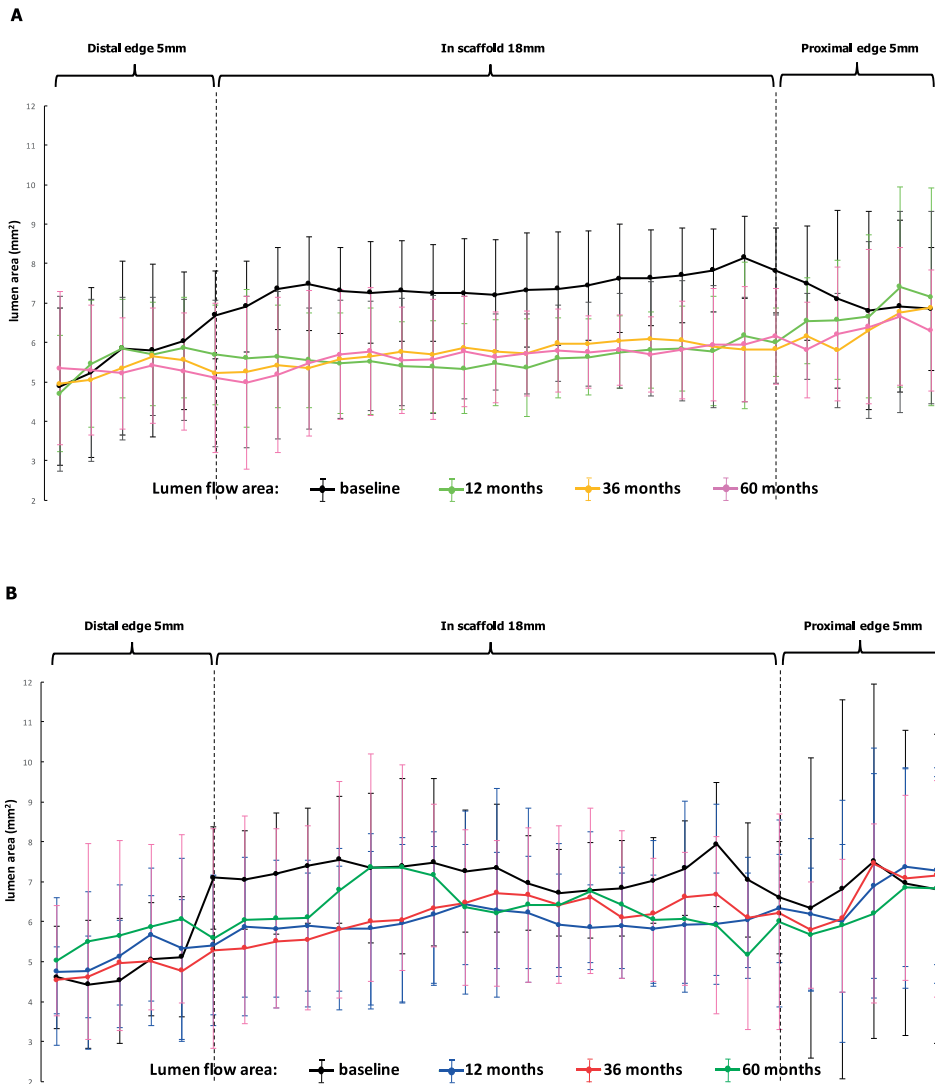 A
Distal edge 5mm In scaffold 18mm Proximal edge 5mm
12
11
10
9
8
7
6
5
4
3
2
lumen area (mm²)
Lumen flow area: baseline 12 months 36 months 60 months
B
Distal edge 5mm In scaffold 18mm Proximal edge 5mm
12
11
10
9
8
7
6
5
4
3
2
lumen area (mm²)
Lumen flow area: baseline 12 months 36 months 60 months